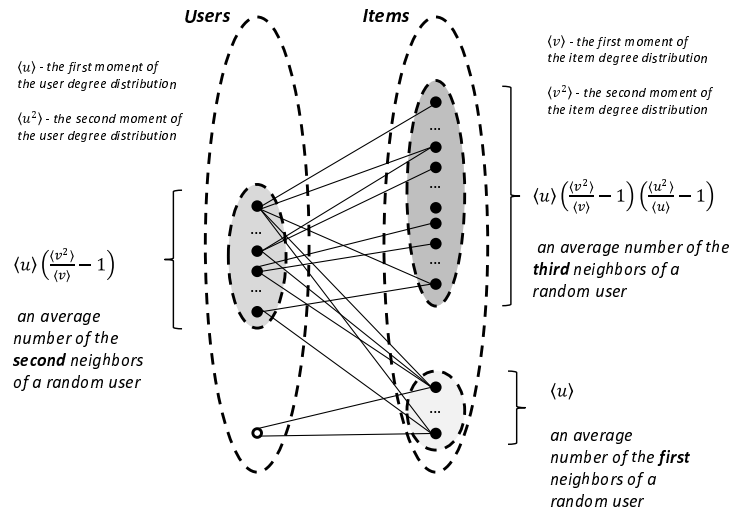 Users
Items
⟨u⟩ - the first moment of
the user degree distribution
⟨u²⟩ - the second moment of
the user degree distribution
⟨v⟩ - the first moment of
the item degree distribution
⟨v²⟩ - the second moment of
the item degree distribution
...
...
...
...
...
...
⟨u⟩(⟨v²⟩/⟨v⟩ − 1)
an average
number of the
second neighbors
of a random user
⟨u⟩(⟨v²⟩/⟨v⟩ − 1)(⟨u²⟩/⟨u⟩ − 1)
an average number of the
third neighbors of a
random user
⟨u⟩
an average
number of the first
neighbors of a
random user